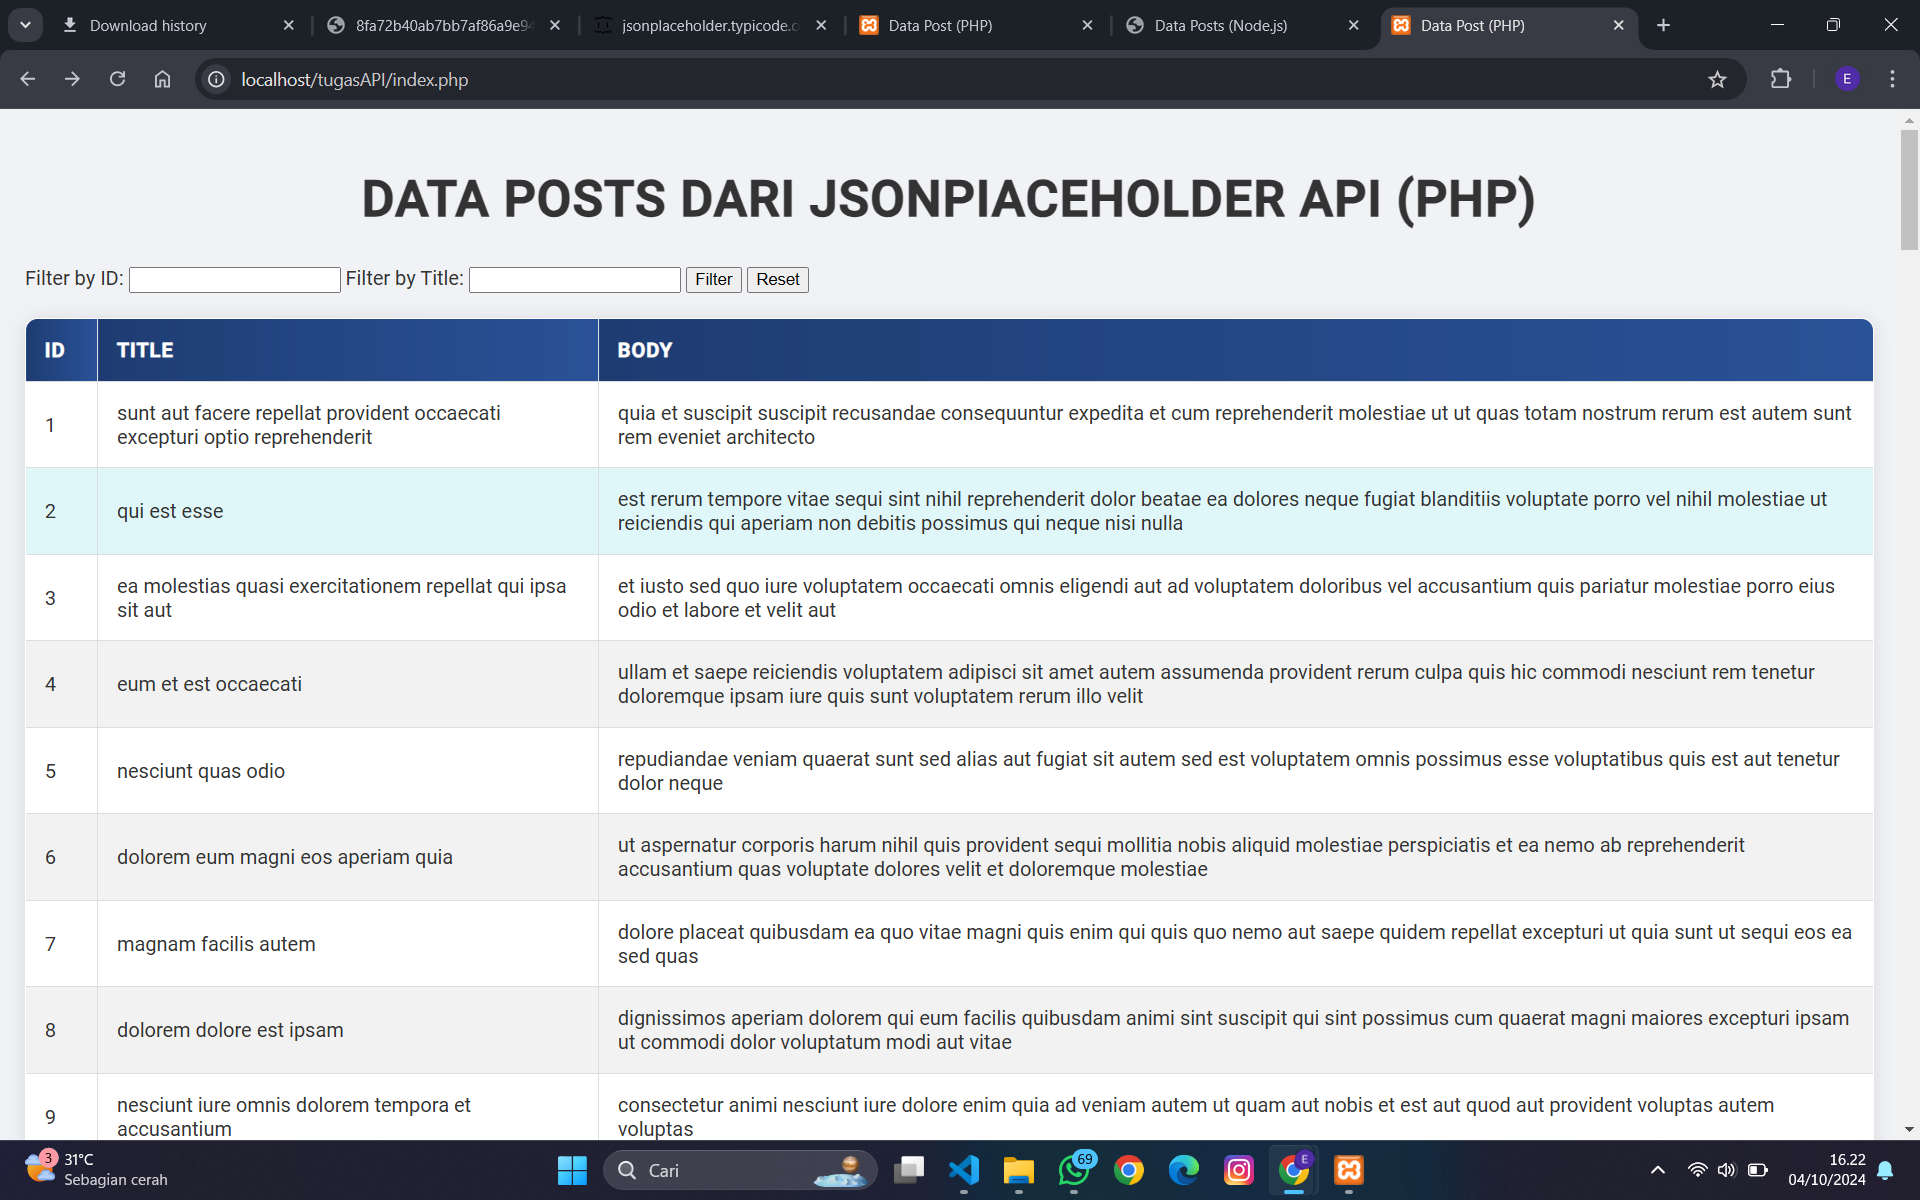 Download history
8fa72b40ab7bb7af86a9e9
jsonplaceholder.typicode.c
Data Post (PHP)
Data Posts (Node.js)
Data Post (PHP)
localhost/tugasAPI/index.php
E
DATA POSTS DARI JSONPIACEHOLDER API (PHP)
Filter by ID: Filter by Title: Filter Reset
ID TITLE BODY
1
sunt aut facere repellat provident occaecati
excepturi optio reprehenderit
quia et suscipit suscipit recusandae consequuntur expedita et cum reprehenderit molestiae ut ut quas totam nostrum rerum est autem sunt
rem eveniet architecto
2
qui est esse
est rerum tempore vitae sequi sint nihil reprehenderit dolor beatae ea dolores neque fugiat blanditiis voluptate porro vel nihil molestiae ut
reiciendis qui aperiam non debitis possimus qui neque nisi nulla
3
ea molestias quasi exercitationem repellat qui ipsa
sit aut
et iusto sed quo iure voluptatem occaecati omnis eligendi aut ad voluptatem doloribus vel accusantium quis pariatur molestiae porro eius
odio et labore et velit aut
4
eum et est occaecati
ullam et saepe reiciendis voluptatem adipisci sit amet autem assumenda provident rerum culpa quis hic commodi nesciunt rem tenetur
doloremque ipsam iure quis sunt voluptatem rerum illo velit
5
nesciunt quas odio
repudiandae veniam quaerat sunt sed alias aut fugiat sit autem sed est voluptatem omnis possimus esse voluptatibus quis est aut tenetur
dolor neque
6
dolorem eum magni eos aperiam quia
ut aspernatur corporis harum nihil quis provident sequi mollitia nobis aliquid molestiae perspiciatis et ea nemo ab reprehenderit
accusantium quas voluptate dolores velit et doloremque molestiae
7
magnam facilis autem
dolore placeat quibusdam ea quo vitae magni quis enim qui quis quo nemo aut saepe quidem repellat excepturi ut quia sunt ut sequi eos ea
sed quas
8
dolorem dolore est ipsam
dignissimos aperiam dolorem qui eum facilis quibusdam animi sint suscipit qui sint possimus cum quaerat magni maiores excepturi ipsam
ut commodi dolor voluptatum modi aut vitae
9
nesciunt iure omnis dolorem tempora et
accusantium
consectetur animi nesciunt iure dolore enim quia ad veniam autem ut quam aut nobis et est aut quod aut provident voluptas autem
voluptas
3
31°C
Sebagian cerah
Cari
69
E
16.22
04/10/2024